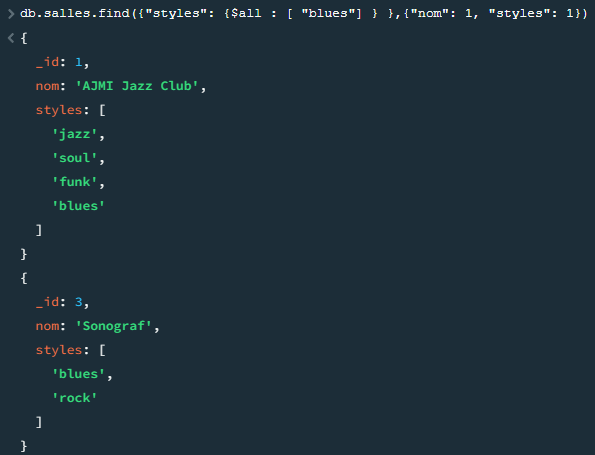 > db.salles.find({"styles": {$all : [ "blues"] } },{"nom": 1, "styles": 1})
< {
_id: 1,
nom: 'AJMI Jazz Club',
styles: [
'jazz',
'soul',
'funk',
'blues'
]
}
{
_id: 3,
nom: 'Sonograf',
styles: [
'blues',
'rock'
]
}